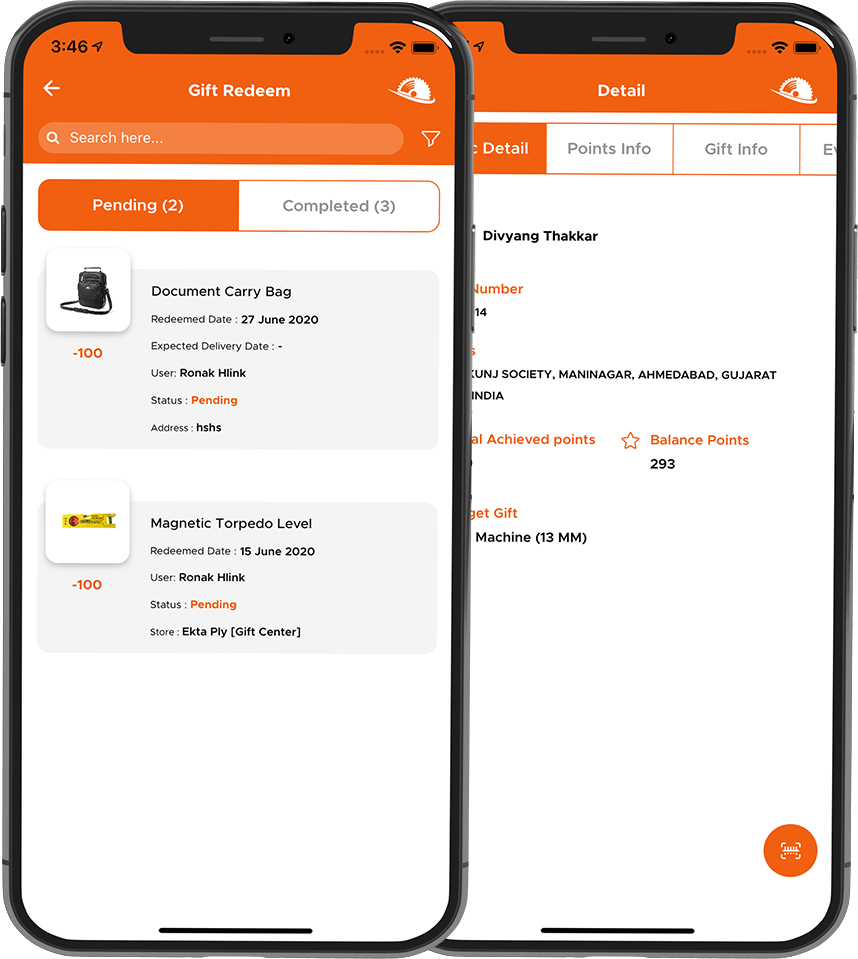 3:46
Gift Redeem
Search here...
Pending (2)
Completed (3)
Document Carry Bag
Redeemed Date : 27 June 2020
Expected Delivery Date : -
-100
User: Ronak Hlink
Status : Pending
Address : hshs
Magnetic Torpedo Level
Redeemed Date : 15 June 2020
-100
User: Ronak Hlink
Status : Pending
Store : Ekta Ply [Gift Center]
Detail
Detail
Points Info
Gift Info
Divyang Thakkar
Number
14
SOCIETY, MANINAGAR, AHMEDABAD, GUJARAT
INDIA
Achieved points
Balance Points
293
Gift
Machine (13 MM)